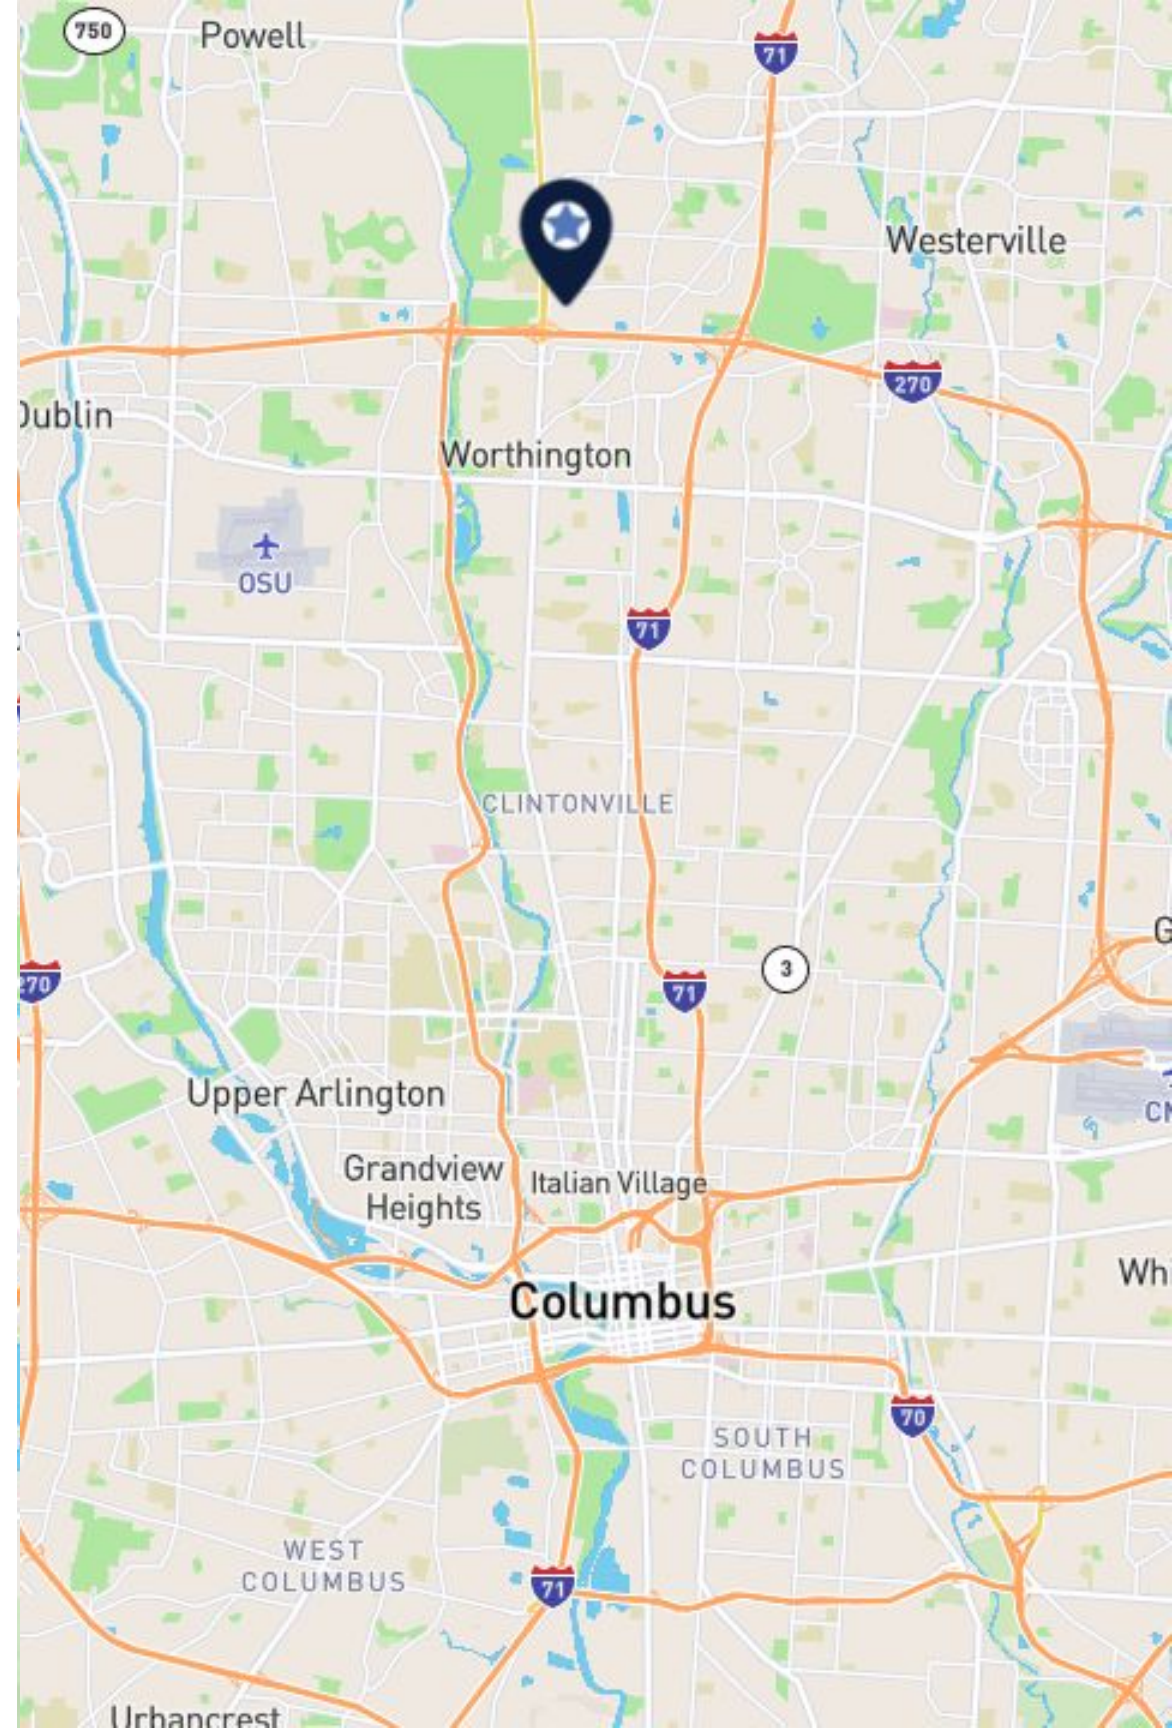 750
Powell
71
Westerville
270
Dublin
Worthington
OSU
71
CLINTONVILLE
3
270
71
Upper Arlington
Grandview
Heights
Italian Village
Columbus
70
SOUTH
COLUMBUS
WEST
COLUMBUS
71
Urbancrest